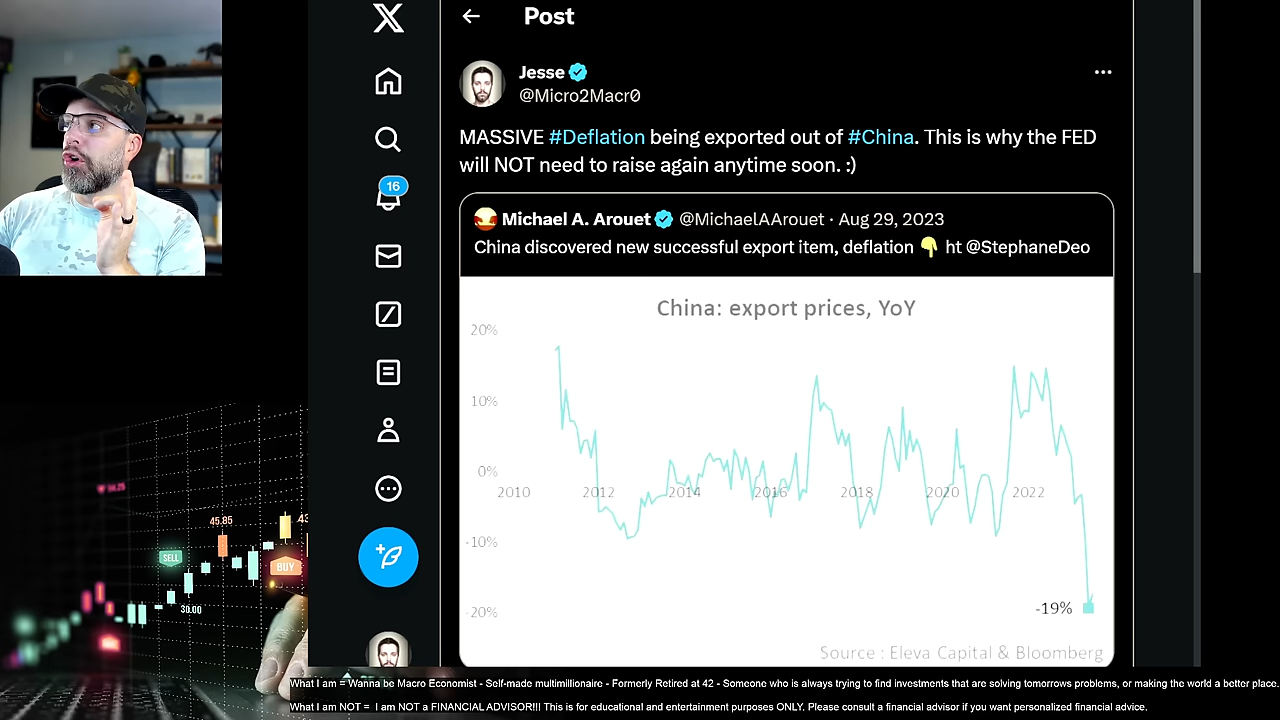 Post
Jesse
@Micro2Macr0
MASSIVE #Deflation being exported out of #China. This is why the FED
will NOT need to raise again anytime soon. :)
16
Michael A. Arouet @MichaelAArouet · Aug 29, 2023
China discovered new successful export item, deflation 👇 ht @StephaneDeo
China: export prices, YoY
20%
10%
0%
2010 2012 2014 2016 2018 2020 2022
-10%
-20%
-19%
Source : Eleva Capital & Bloomberg
45.85
43
SELL
BUY
30.00
What I am = Wanna be Macro Economist - Self-made multimillionaire - Formerly Retired at 42 - Someone who is always trying to find investments that are solving tomorrows problems, or making the world a better place.
What I am NOT = I am NOT a FINANCIAL ADVISOR!!! This is for educational and entertainment purposes ONLY. Please consult a financial advisor if you want personalized financial advice.